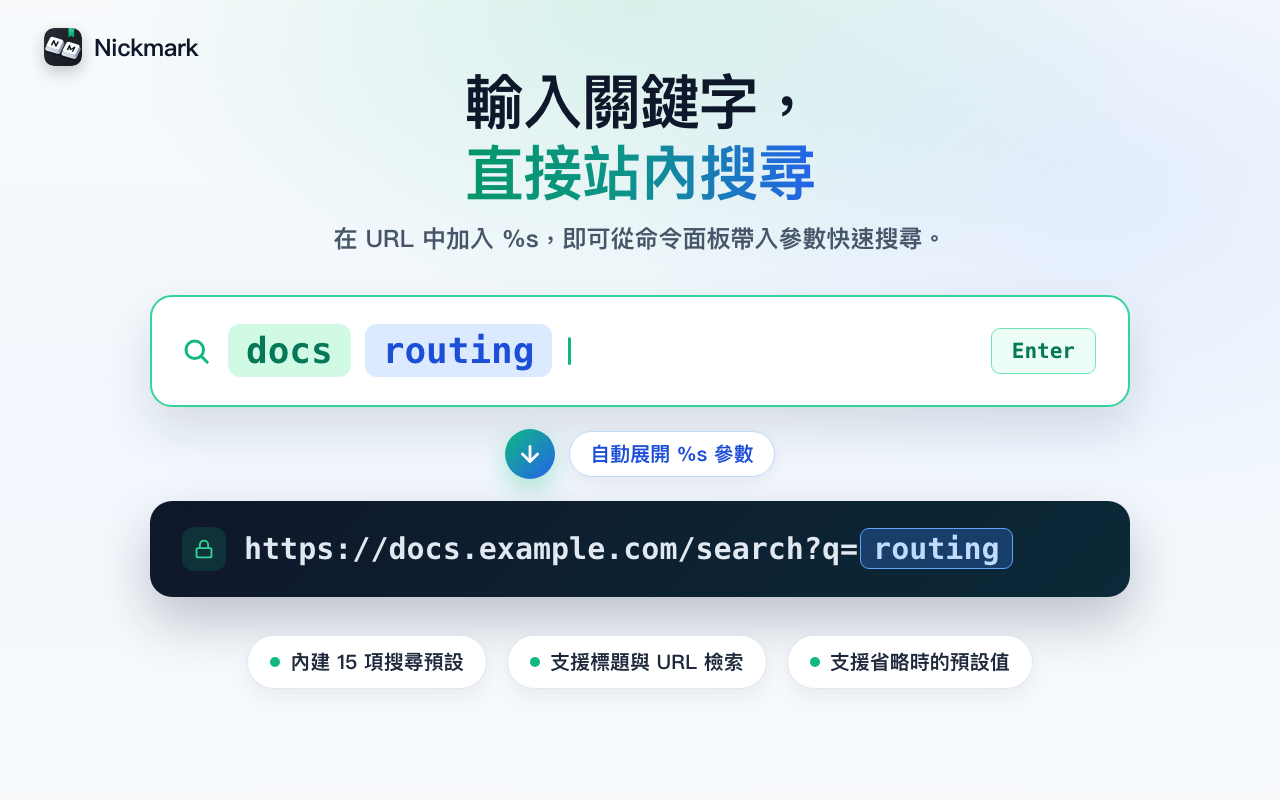 N M
Nickmark
輸入關鍵字，
直接站內搜尋
在 URL 中加入 %s，即可從命令面板帶入參數快速搜尋。
docs routing Enter
自動展開 %s 參數
https://docs.example.com/search?q=routing
內建 15 項搜尋預設 支援標題與 URL 檢索 支援省略時的預設值